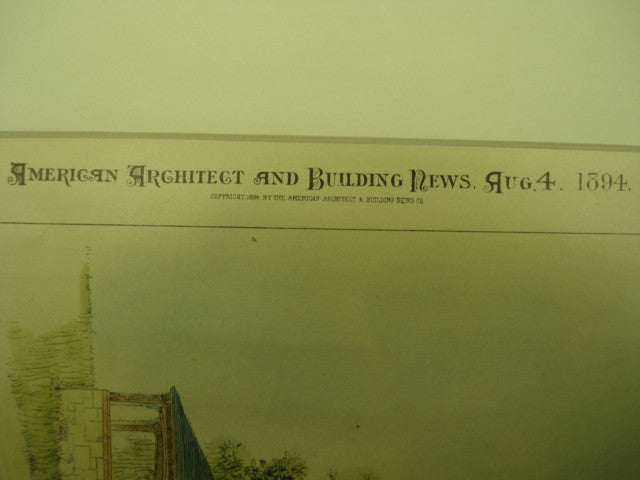 American Architect and Building News, Aug. 4. 1894.
COPYRIGHT, 1894 BY THE AMERICAN ARCHITECT & BUILDING NEWS CO.